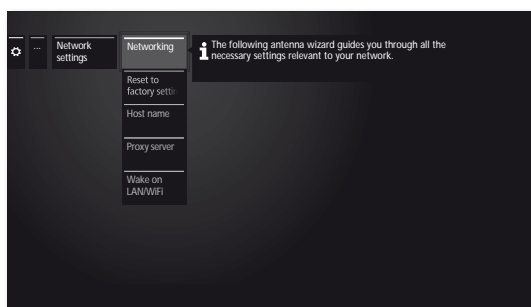 ...
Network
settings
Networking
The following antenna wizard guides you through all the
necessary settings relevant to your network.
Reset to
factory settin
Host name
Proxy server
Wake on
LAN/WiFi